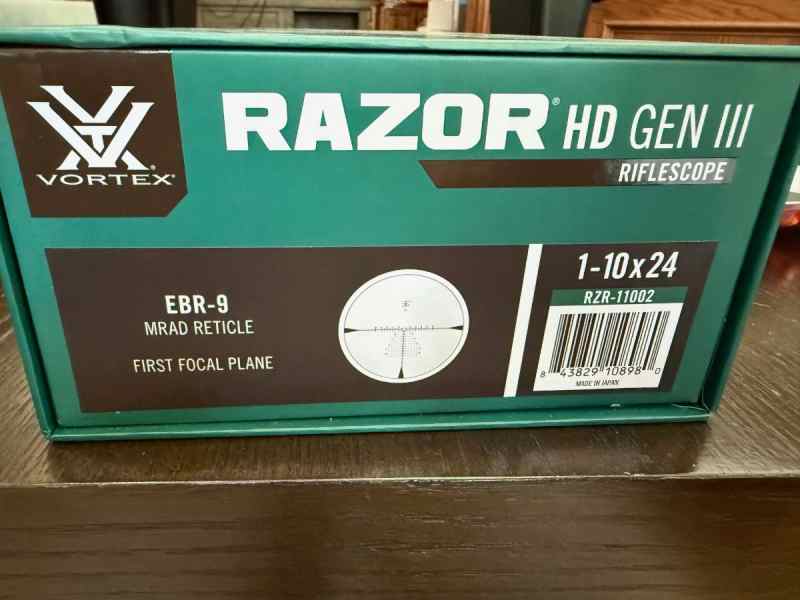 VORTEX®
RAZOR® HD GEN III
RIFLESCOPE
EBR-9
MRAD RETICLE
FIRST FOCAL PLANE
1-10x24
RZR-11002
8 43829 10898 0
MADE IN JAPAN